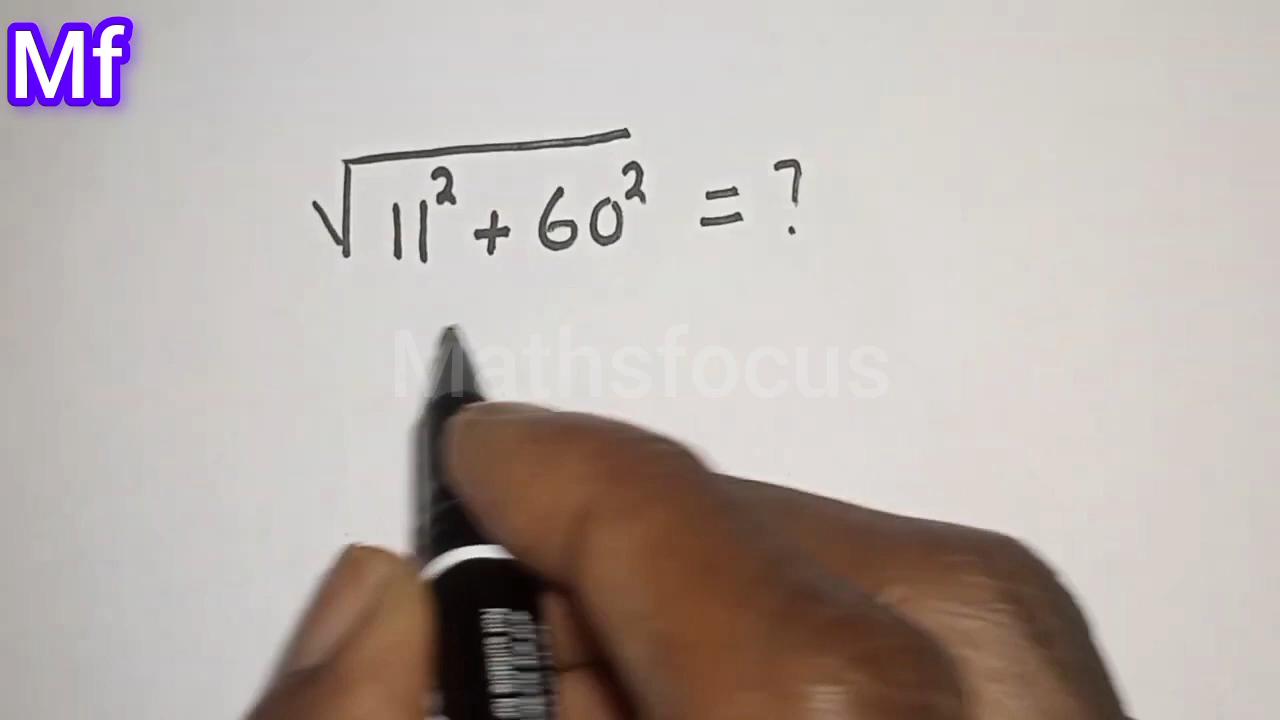 Mf
√11² + 60² = ?
Mathsfocus